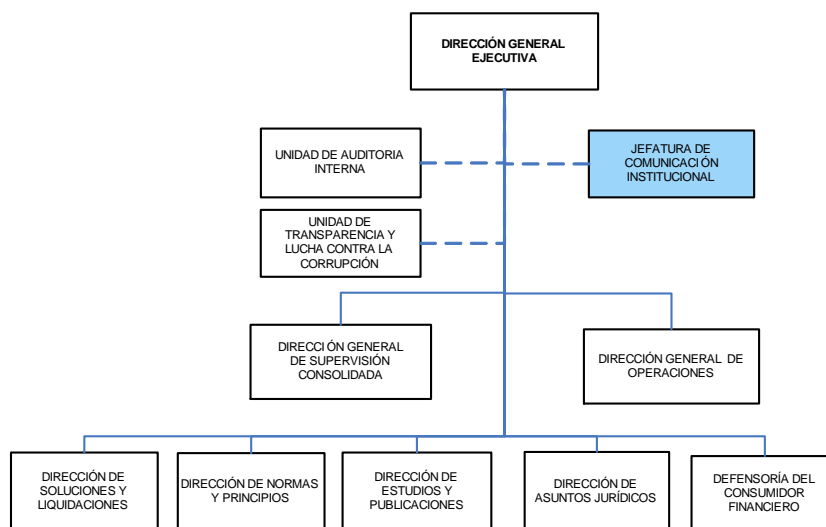 DIRECCIÓN GENERAL
EJECUTIVA
UNIDAD DE AUDITORIA
INTERNA
JEFATURA DE
COMUNICACIÓN
INSTITUCIONAL
UNIDAD DE
TRANSPARENCIA Y
LUCHA CONTRA LA
CORRUPCIÓN
DIRECCIÓN GENERAL
DE SUPERVISIÓN
CONSOLIDADA
DIRECCIÓN GENERAL DE
OPERACIONES
DIRECCIÓN DE
SOLUCIONES Y
LIQUIDACIONES
DIRECCIÓN DE NORMAS
Y PRINCIPIOS
DIRECCIÓN DE
ESTUDIOS Y
PUBLICACIONES
DIRECCIÓN DE
ASUNTOS JURÍDICOS
DEFENSORÍA DEL
CONSUMIDOR
FINANCIERO